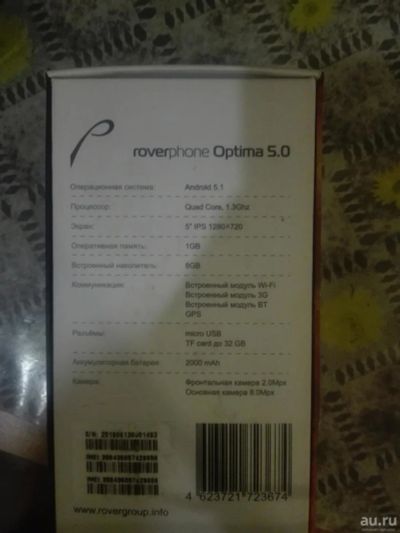 roverphone Optima 5.0
Операционная система: Android 5.1
Процессор: Quad Core, 1.3Ghz
Экран: 5" IPS 1280×720
Оперативная память: 1GB
Встроенный накопитель: 8GB
Коммуникации: Встроенный модуль Wi-Fi
Встроенный модуль 3G
Встроенный модуль BT
GPS
Разъёмы: micro USB
TF card до 32 GB
Аккумуляторная батарея: 2000 mAh
Камера: Фронтальная камера 2.0Mpx
Основная камера 8.0Mpx
S/N:
4 623721 723674
www.rovergroup.info
au.ru